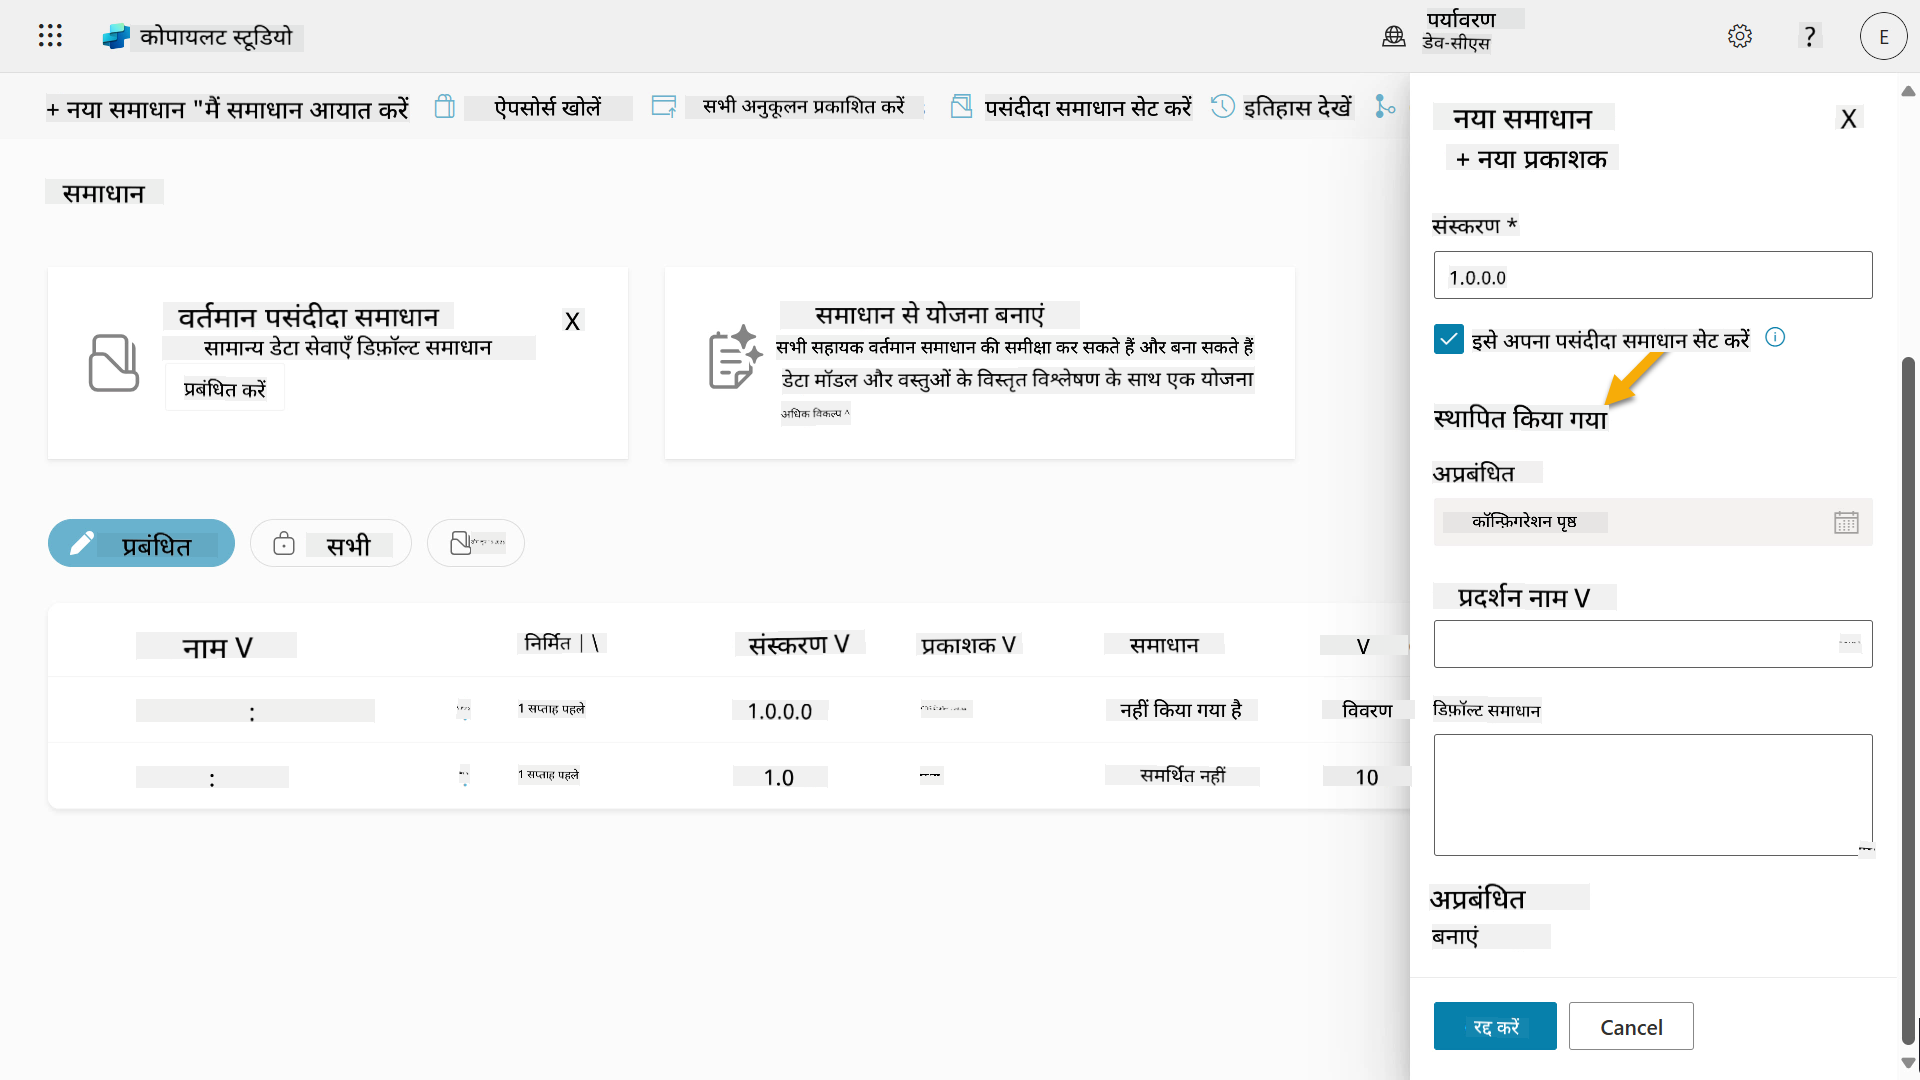 कोपायलट स्टूडियो
पर्यावरण
डेव-सीएस
?
E
+ नया समाधान "मैं समाधान आयात करें
ऐपसोर्स खोलें
सभी अनुकूलन प्रकाशित करें
पसंदीदा समाधान सेट करें
इतिहास देखें
समाधान
वर्तमान पसंदीदा समाधान
X
सामान्य डेटा सेवाएँ डिफ़ॉल्ट समाधान
प्रबंधित करें
समाधान से योजना बनाएं
सभी सहायक वर्तमान समाधान की समीक्षा कर सकते हैं और बना सकते हैं
डेटा मॉडल और वस्तुओं के विस्तृत विश्लेषण के साथ एक योजना
अधिक विकल्प ^
प्रबंधित
सभी
नाम V
निर्मित | \
संस्करण V
प्रकाशक V
समाधान
V
:
1 सप्ताह पहले
1.0.0.0
नहीं किया गया है
विवरण
:
1 सप्ताह पहले
1.0
समर्थित नहीं
10
नया समाधान
X
+ नया प्रकाशक
संस्करण *
1.0.0.0
इसे अपना पसंदीदा समाधान सेट करें
स्थापित किया गया
अप्रबंधित
कॉन्फ़िगरेशन पृष्ठ
प्रदर्शन नाम V
डिफ़ॉल्ट समाधान
अप्रबंधित
बनाएं
रद्द करें
Cancel